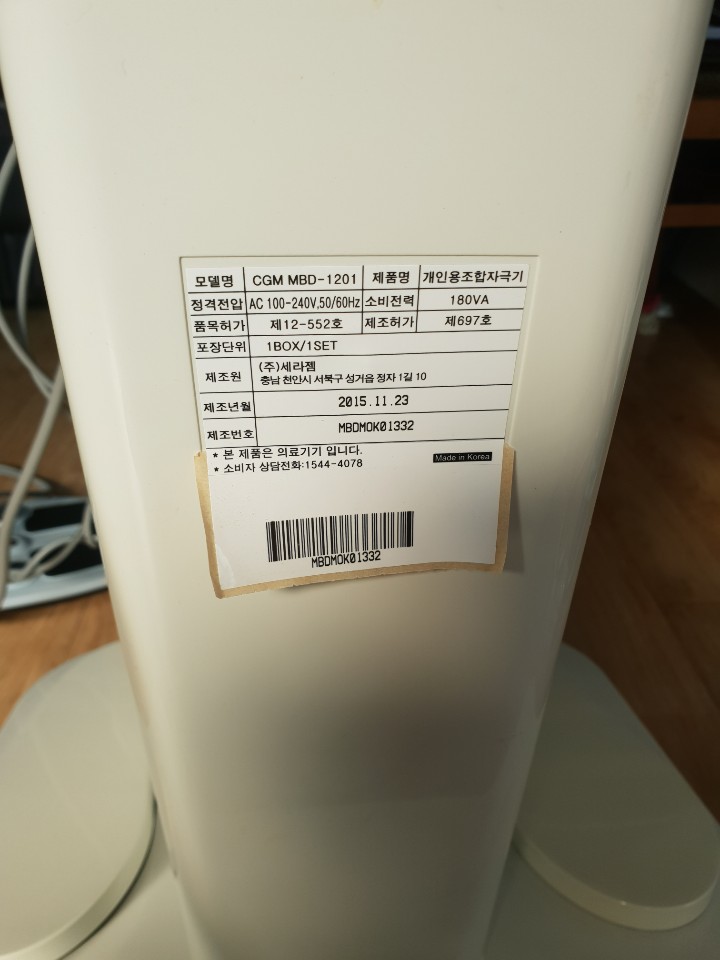 모델명 CGM MBD-1201 제품명 개인용조합자극기
정격전압 AC 100-240V,50/60Hz 소비전력 180VA
품목허가 제12-552호 제조허가 제697호
포장단위 1BOX/1SET
제조원 (주)세라젬
충남 천안시 서북구 성거읍 정자 1길 10
제조년월 2015.11.23
제조번호 MBDMOK01332
* 본 제품은 의료기기 입니다.
* 소비자 상담전화:1544-4078 Made in Korea
MBDMOK01332